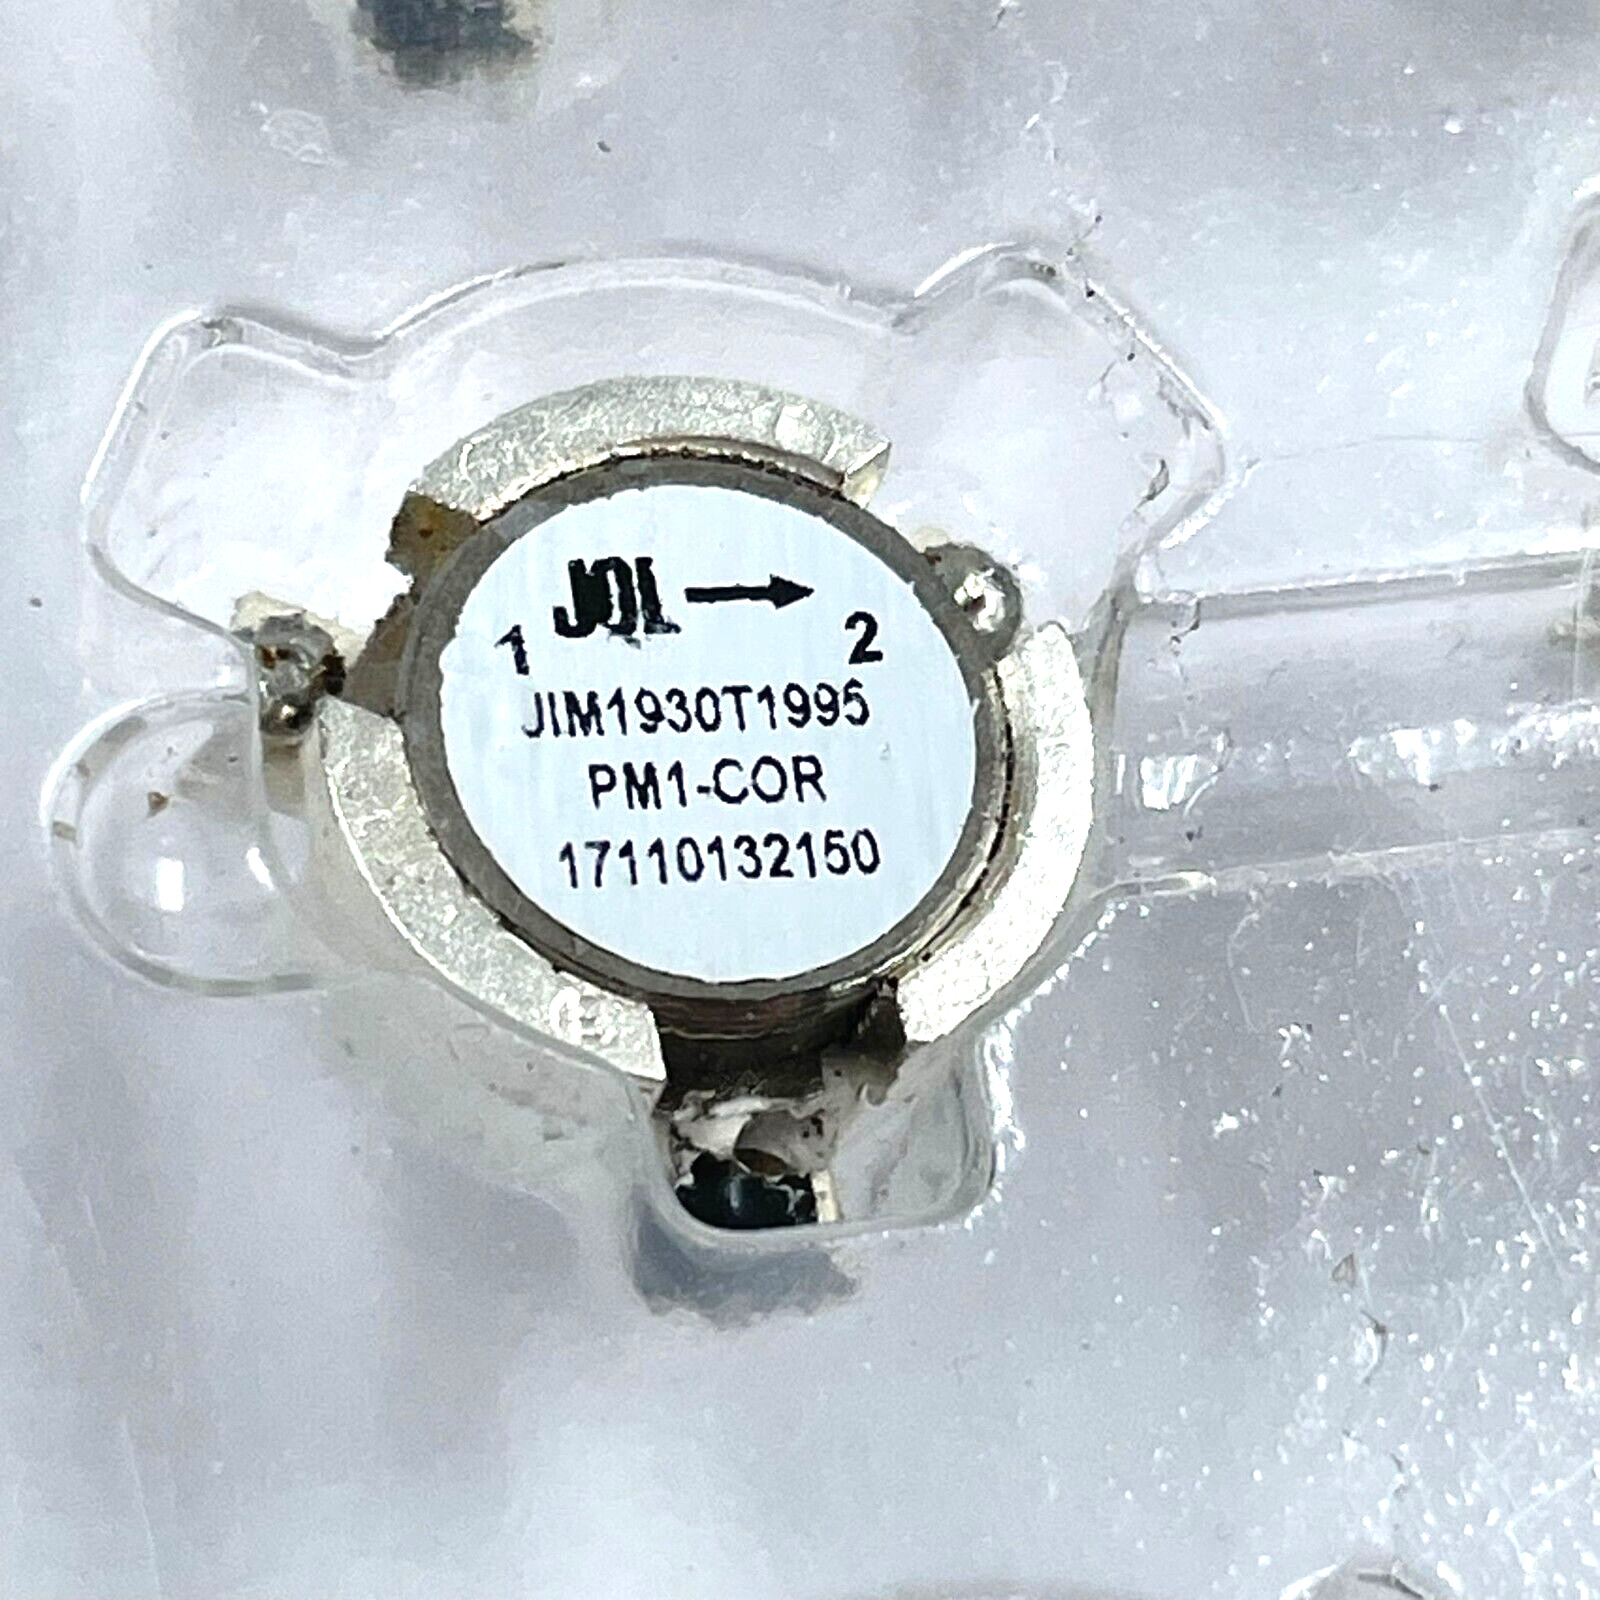 JQL →
1 2
JIM1930T1995
PM1-COR
17110132150